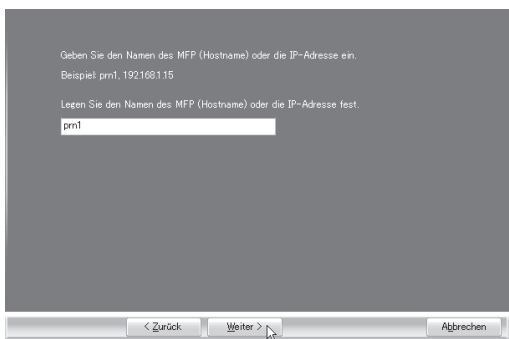 Geben Sie den Namen des MFP (Hostname) oder die IP-Adresse ein.
Beispiel: prn1, 192.168.1.15
Legen Sie den Namen des MFP (Hostname) oder die IP-Adresse fest.
prn1
< Zurück
Weiter >
Abbrechen